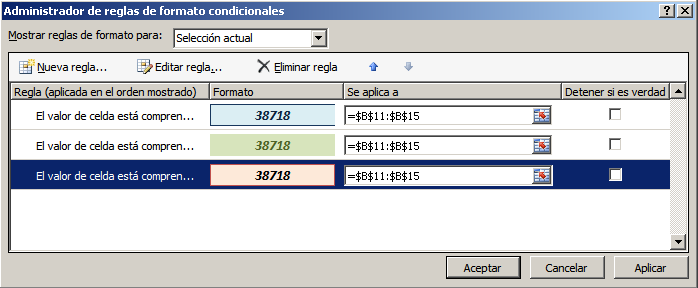 Administrador de reglas de formato condicionales
Mostrar reglas de formato para: Selección actual
Nueva regla... Editar regla... Eliminar regla
Regla (aplicada en el orden mostrado) Formato Se aplica a Detener si es verdad
El valor de celda está compren... 38718 =$B$11:$B$15
El valor de celda está compren... 38718 =$B$11:$B$15
El valor de celda está compren... 38718 =$B$11:$B$15
Aceptar Cancelar Aplicar